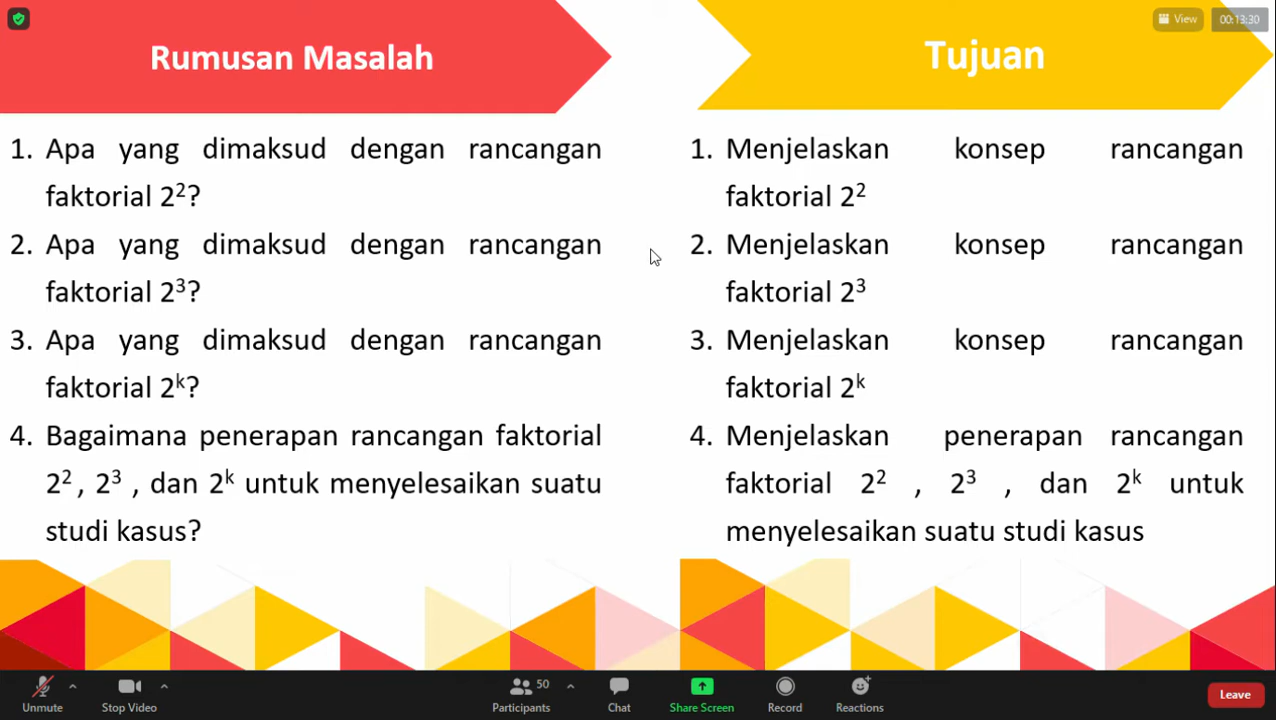 View
00:13:30
Rumusan Masalah
1. Apa yang dimaksud dengan rancangan
faktorial 2²?
2. Apa yang dimaksud dengan rancangan
faktorial 2³?
3. Apa yang dimaksud dengan rancangan
faktorial 2ᵏ?
4. Bagaimana penerapan rancangan faktorial
2² , 2³ , dan 2ᵏ untuk menyelesaikan suatu
studi kasus?
Tujuan
1. Menjelaskan konsep rancangan
faktorial 2²
2. Menjelaskan konsep rancangan
faktorial 2³
3. Menjelaskan konsep rancangan
faktorial 2ᵏ
4. Menjelaskan penerapan rancangan
faktorial 2² , 2³ , dan 2ᵏ untuk
menyelesaikan suatu studi kasus
Unmute
Stop Video
50
Participants
Chat
Share Screen
Record
Reactions
Leave